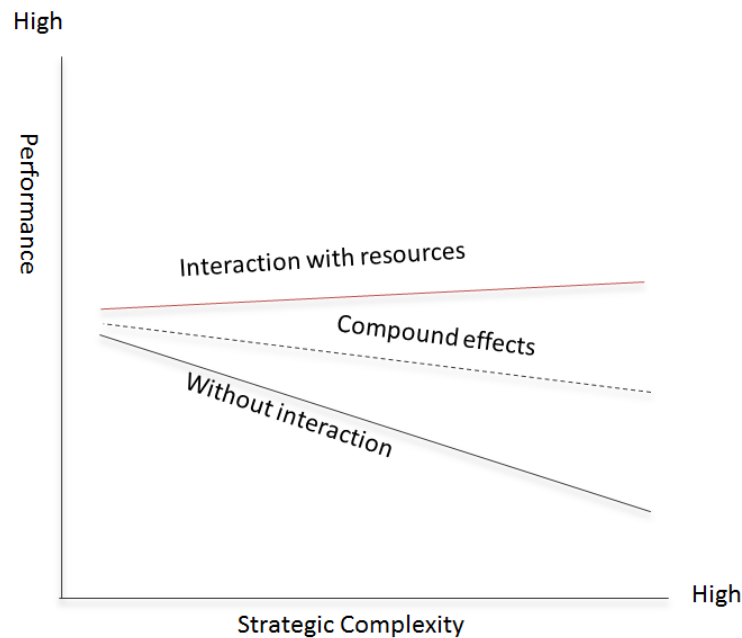 High
Performance
Interaction with resources
Compound effects
Without interaction
High
Strategic Complexity